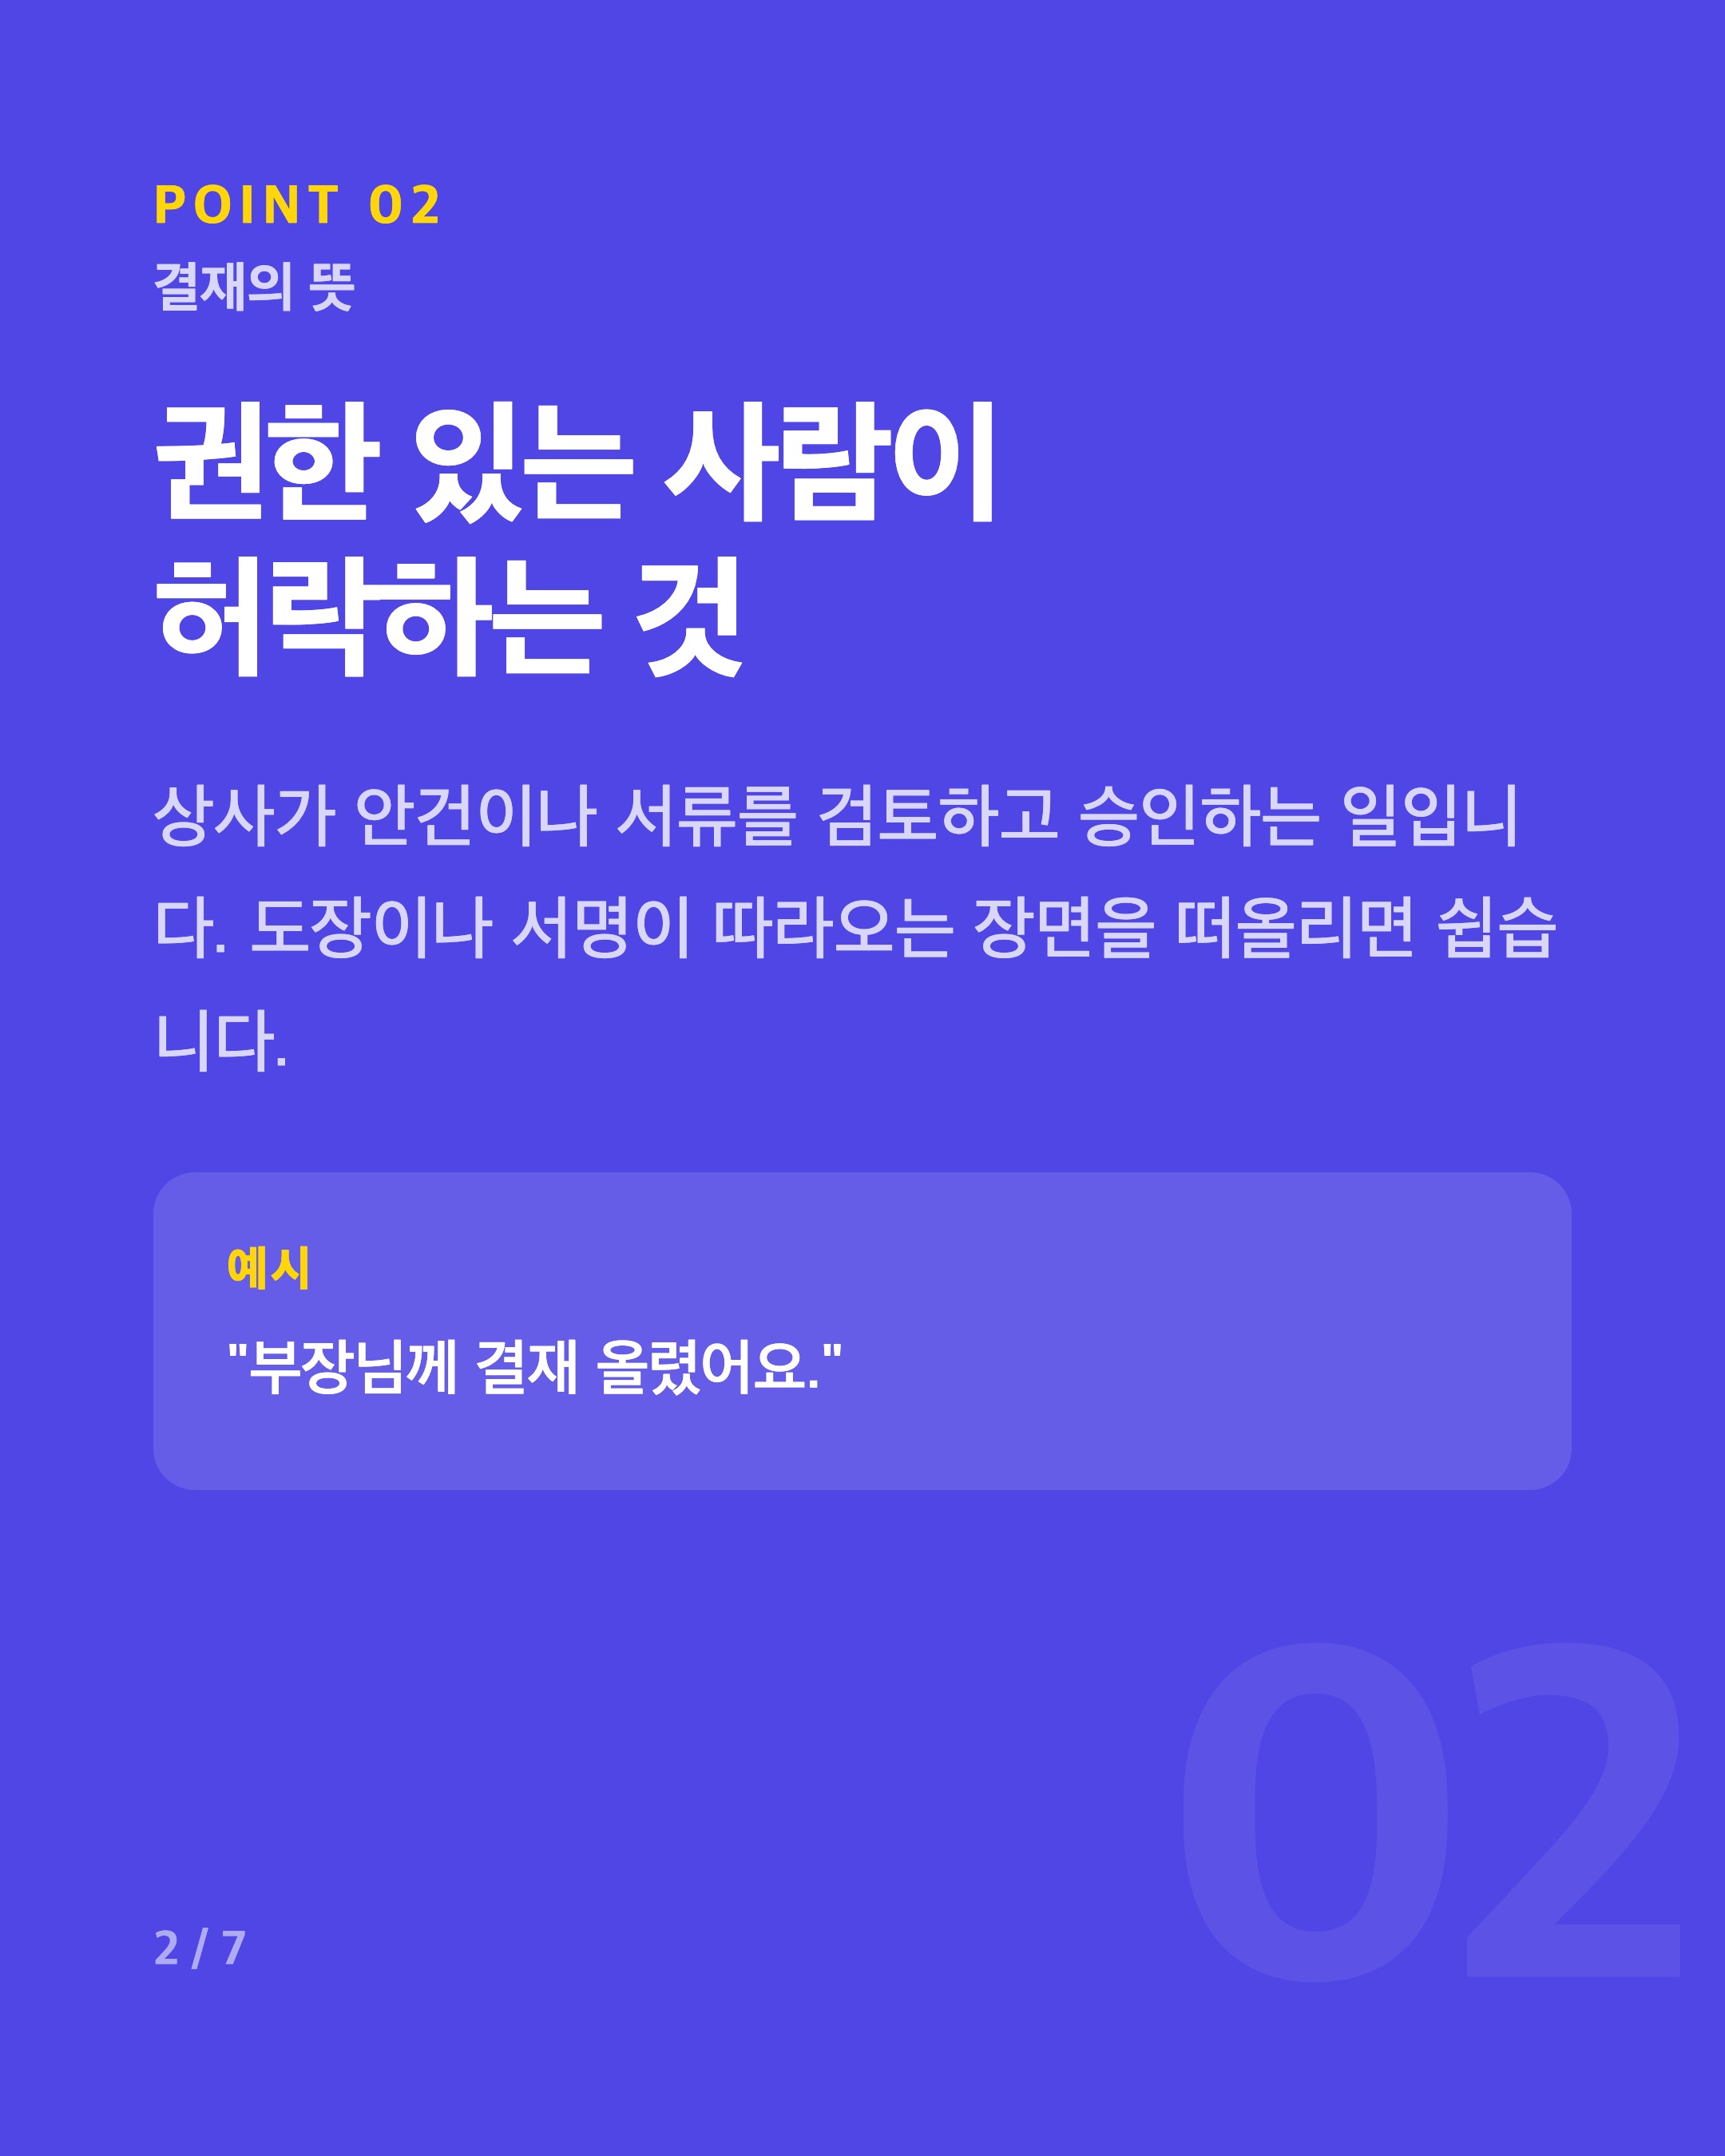 POINT 02
결재의 뜻
권한 있는 사람이
허락하는 것
상사가 안건이나 서류를 검토하고 승인하는 일입니
다. 도장이나 서명이 따라오는 장면을 떠올리면 쉽습
니다.
예시
"부장님께 결재 올렸어요."
02
2 / 7